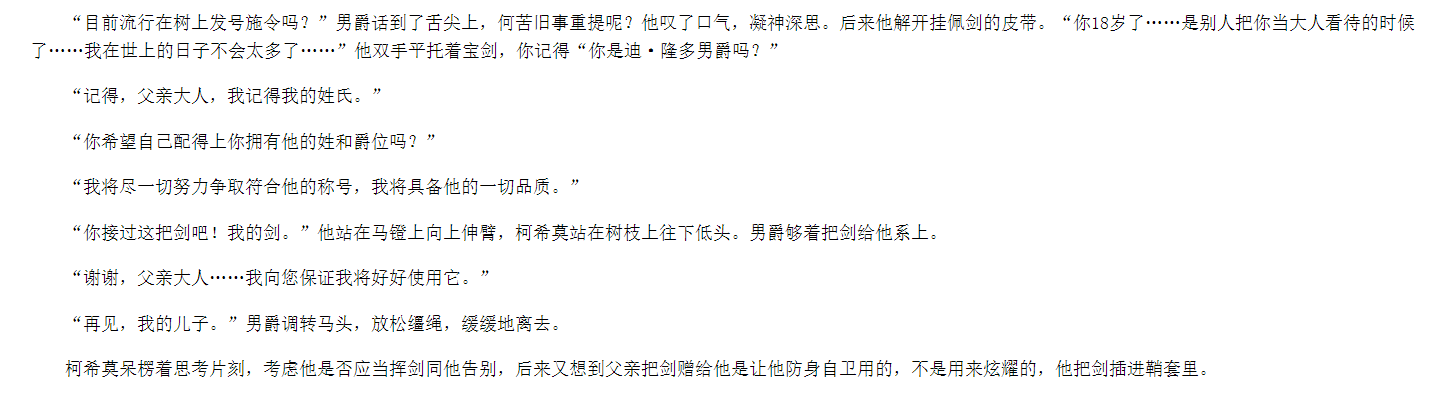 “目前流行在树上发号施令吗？”男爵话到了舌尖上，何苦旧事重提呢？他叹了口气，凝神深思。后来他解开挂佩剑的皮带。“你18岁了……是别人把你当大人看待的时候
了……我在世上的日子不会太多了……”他双手平托着宝剑，你记得“你是迪·隆多男爵吗？”
“记得，父亲大人，我记得我的姓氏。”
“你希望自己配得上你拥有他的姓和爵位吗？”
“我将尽一切努力争取符合他的称号，我将具备他的一切品质。”
“你接过这把剑吧！我的剑。”他站在马镫上向上伸臂，柯希莫站在树枝上往下低头。男爵够着把剑给他系上。
“谢谢，父亲大人……我向您保证我将好好使用它。”
“再见，我的儿子。”男爵调转马头，放松缰绳，缓缓地离去。
柯希莫呆楞着思考片刻，考虑他是否应当挥剑同他告别，后来又想到父亲把剑赠给他是让他防身自卫用的，不是用来炫耀的，他把剑插进鞘套里。